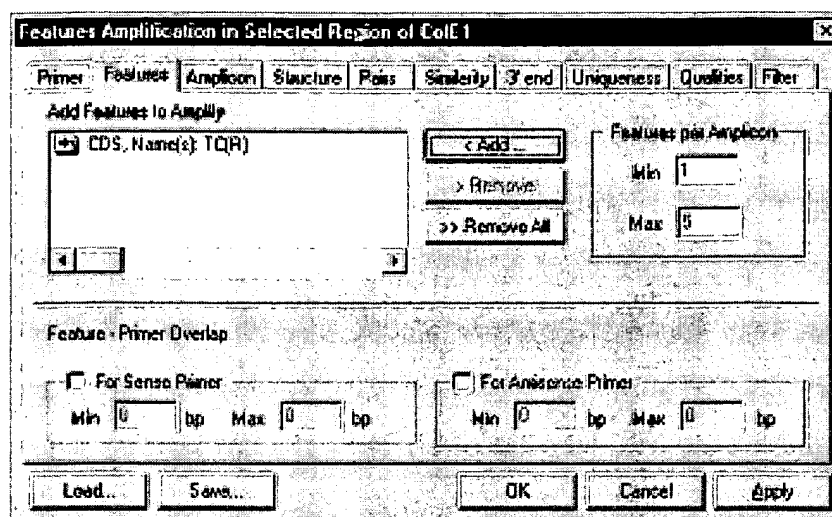 Features Amplification in Selected Region of ColE1
Primer Features Amplicon Structure Pairs Similarity 3' end Uniqueness Qualities Filter
Add Features to Amplify
CDS, Name(s): TC(R)
< Add ...
> Remove
>> Remove All
Features per Amplicon
Min 1
Max 5
Feature - Primer Overlap
For Sense Primer
Min 0 bp Max 0 bp
For Antisense Primer
Min 0 bp Max 0 bp
Load... Save... OK Cancel Apply